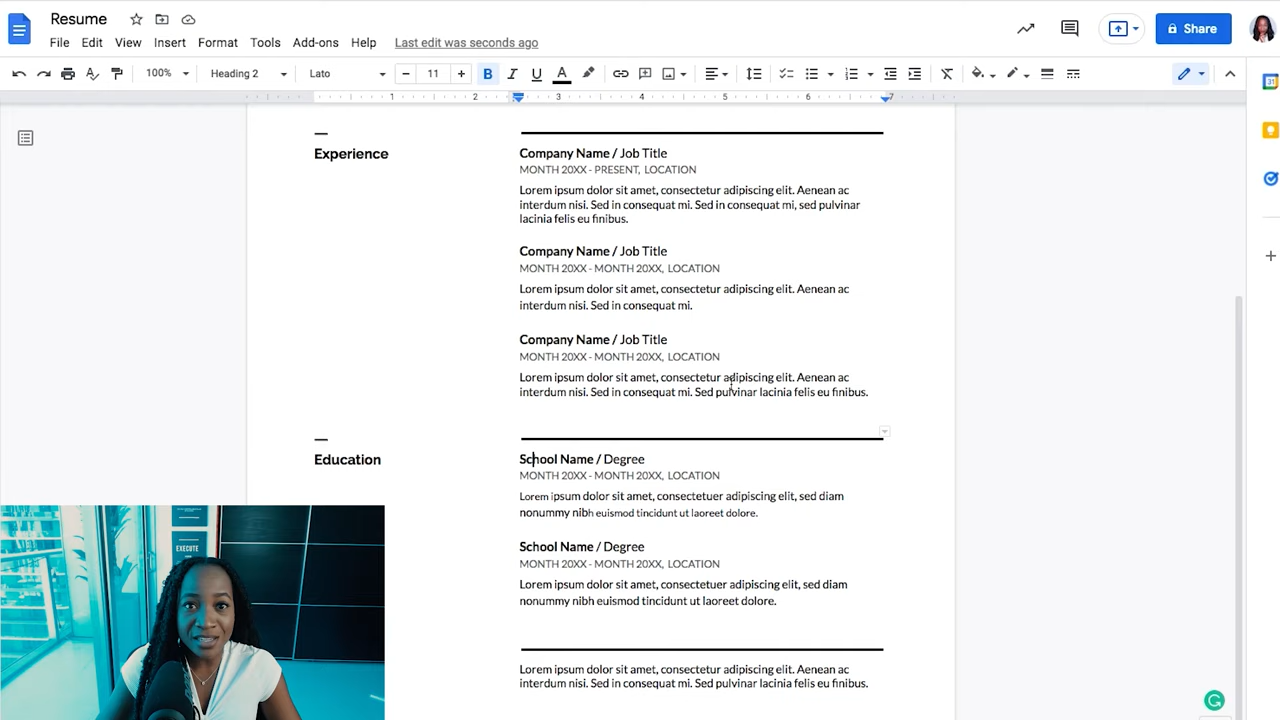 Resume
File Edit View Insert Format Tools Add-ons Help Last edit was seconds ago
Share
100% Heading 2 Lato 11 B I U A
1 2 3 4 5 6 7
31
Experience
Company Name / Job Title
MONTH 20XX - PRESENT, LOCATION
Lorem ipsum dolor sit amet, consectetur adipiscing elit. Aenean ac
interdum nisi. Sed in consequat mi. Sed in consequat mi, sed pulvinar
lacinia felis eu finibus.
Company Name / Job Title
MONTH 20XX - MONTH 20XX, LOCATION
Lorem ipsum dolor sit amet, consectetur adipiscing elit. Aenean ac
interdum nisi. Sed in consequat mi.
Company Name / Job Title
MONTH 20XX - MONTH 20XX, LOCATION
Lorem ipsum dolor sit amet, consectetur adipiscing elit. Aenean ac
interdum nisi. Sed in consequat mi. Sed pulvinar lacinia felis eu finibus.
Education
School Name / Degree
MONTH 20XX - MONTH 20XX, LOCATION
Lorem ipsum dolor sit amet, consectetuer adipiscing elit, sed diam
nonummy nibh euismod tincidunt ut laoreet dolore.
School Name / Degree
MONTH 20XX - MONTH 20XX, LOCATION
Lorem ipsum dolor sit amet, consectetuer adipiscing elit, sed diam
nonummy nibh euismod tincidunt ut laoreet dolore.
Lorem ipsum dolor sit amet, consectetur adipiscing elit. Aenean ac
interdum nisi. Sed in consequat mi. Sed pulvinar lacinia felis eu finibus.
EXECUTE